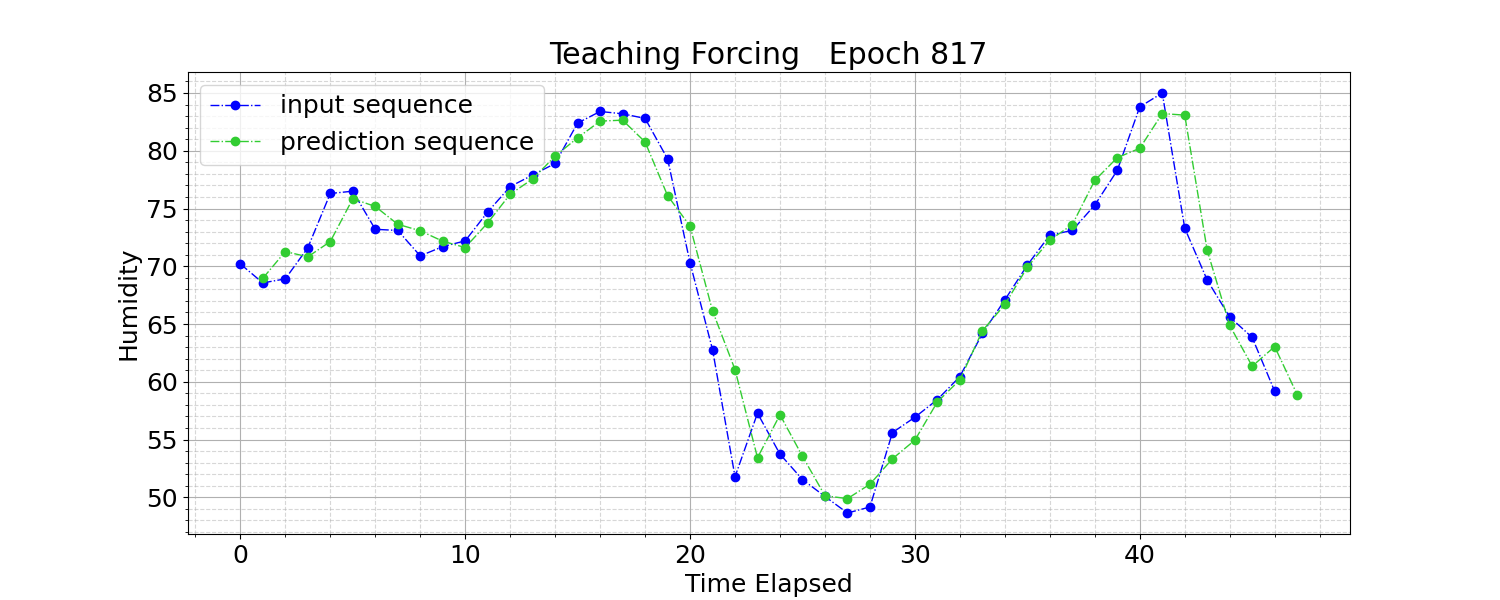 Teaching Forcing   Epoch 817
input sequence
prediction sequence
Humidity
85
80
75
70
65
60
55
50
0 10 20 30 40
Time Elapsed